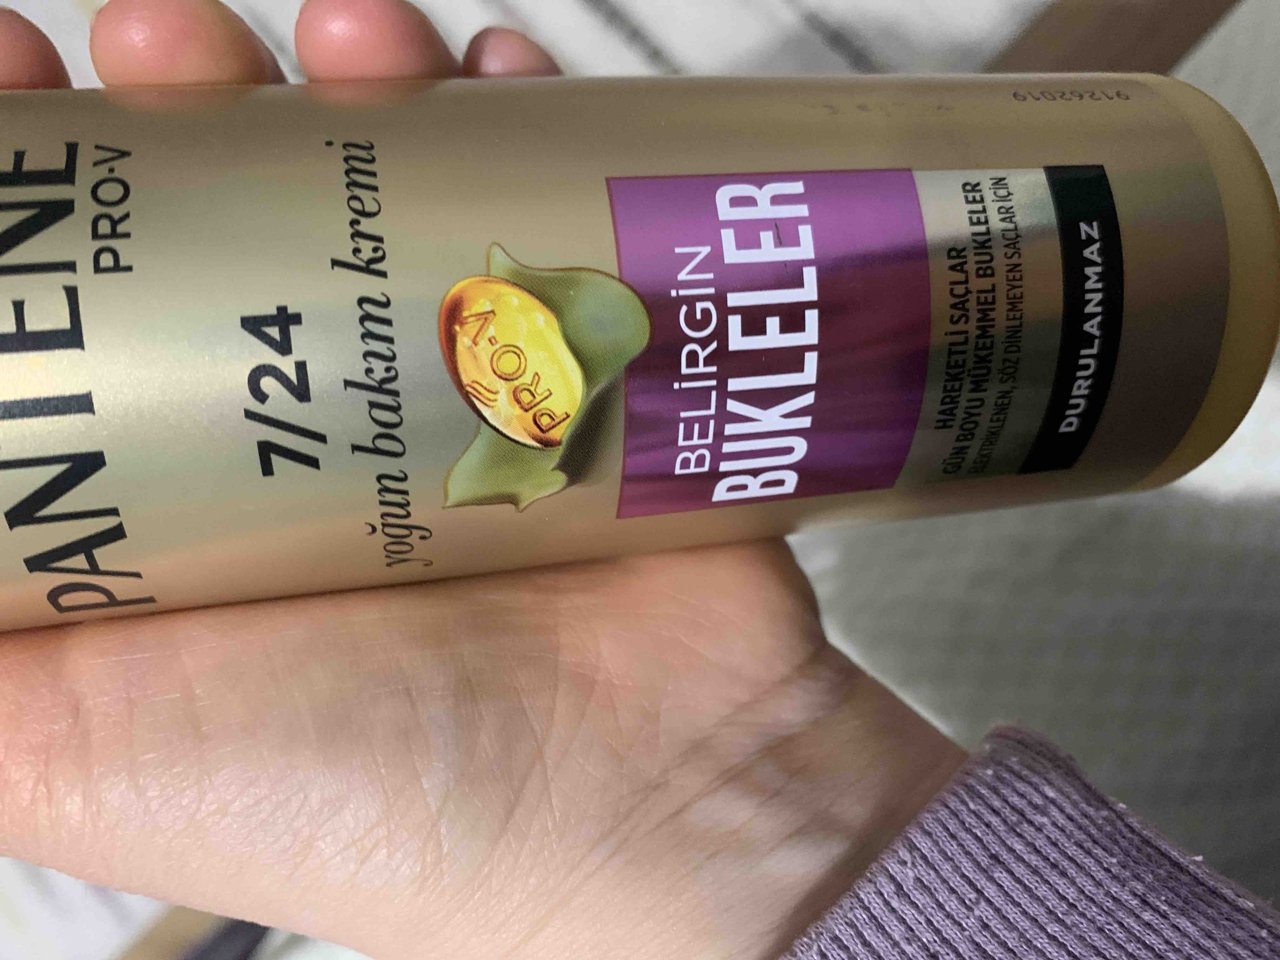 PANTENE
PRO-V
7/24
yoğun bakım kremi
PRO-V
BELİRGİN
BUKLELER
HAREKETLİ SAÇLAR
GÜN BOYU MÜKEMMEL BUKLELER
ELEKTRİKLENEN, SÖZ DİNLEMEYEN SAÇLAR İÇİN
DURULANMAZ
91262019